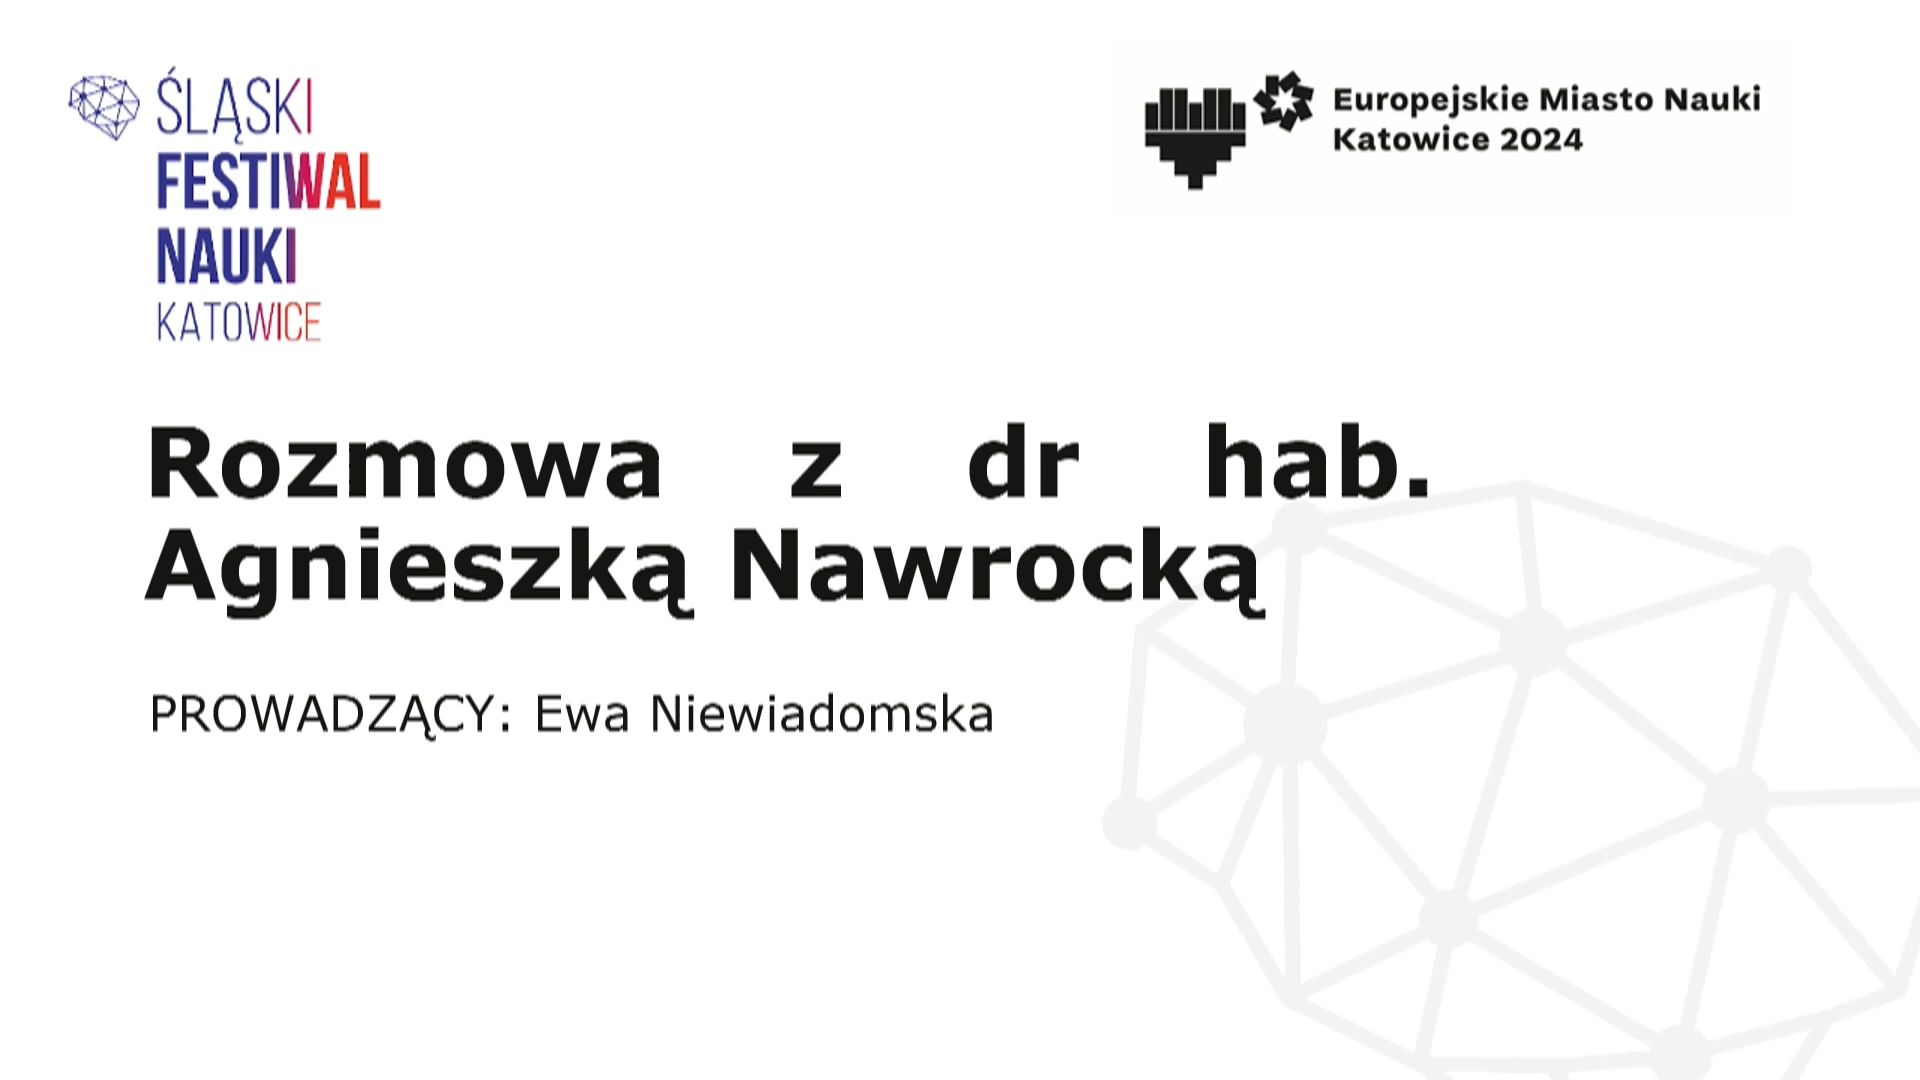 ŚLĄSKI
FESTIWAL
NAUKI
KATOWICE
Europejskie Miasto Nauki
Katowice 2024
Rozmowa z dr hab.
Agnieszką Nawrocką
PROWADZĄCY: Ewa Niewiadomska